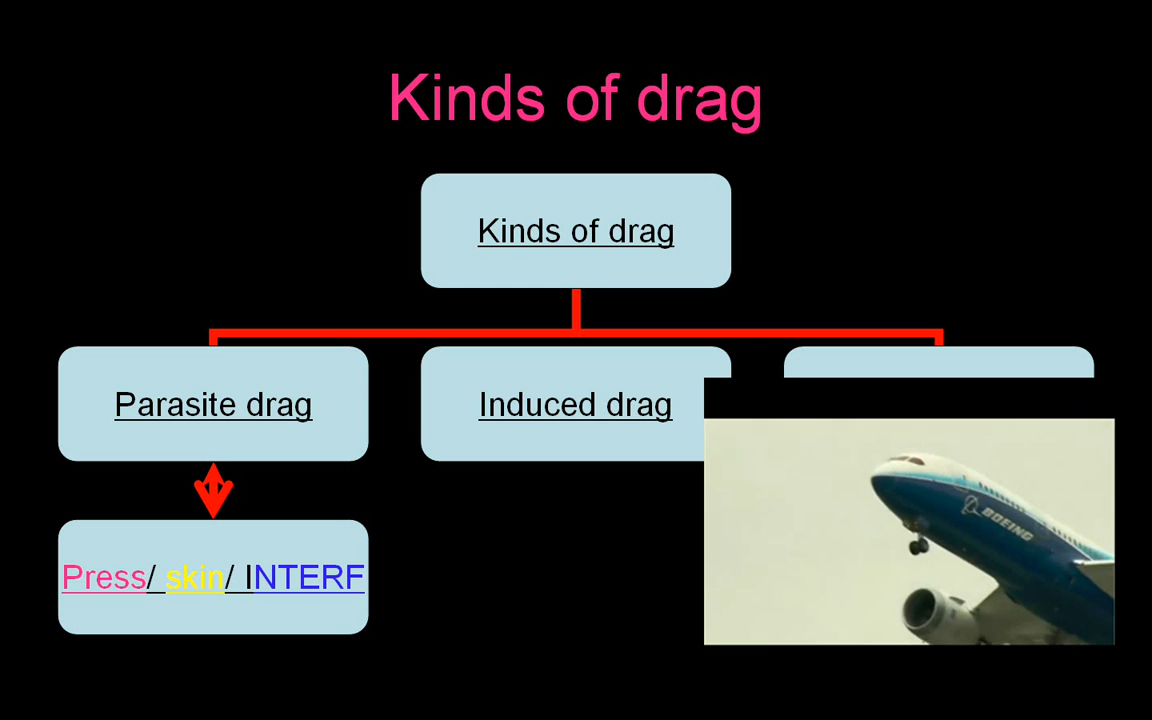 Kinds of drag
Kinds of drag
Parasite drag
Induced drag
Press/ skin/ INTERF
BOEING